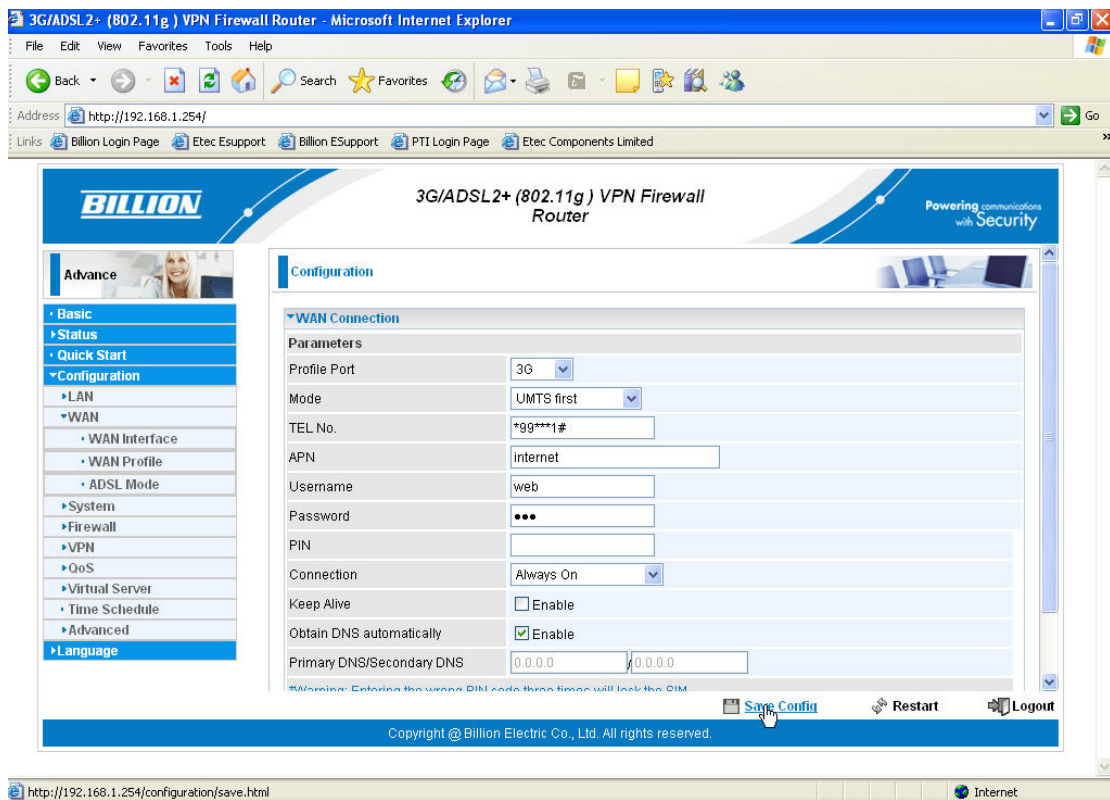 3G/ADSL2+ (802.11g ) VPN Firewall Router - Microsoft Internet Explorer
File Edit View Favorites Tools Help
Back Search Favorites
Address http://192.168.1.254/ Go
Links Billion Login Page Etec Esupport Billion ESupport PTI Login Page Etec Components Limited »
BILLION
3G/ADSL2+ (802.11g ) VPN Firewall
Router
Powering communications
with Security
Advance
Basic
Status
Quick Start
Configuration
LAN
WAN
WAN Interface
WAN Profile
ADSL Mode
System
Firewall
VPN
QoS
Virtual Server
Time Schedule
Advanced
Language
Configuration
WAN Connection
Parameters
Profile Port 3G
Mode UMTS first
TEL No. *99***1#
APN internet
Username web
Password •••
PIN
Connection Always On
Keep Alive Enable
Obtain DNS automatically Enable
Primary DNS/Secondary DNS 0.0.0.0 / 0.0.0.0
*Warning: Entering the wrong PIN code three times will lock the SIM
Save Config Restart Logout
Copyright @ Billion Electric Co., Ltd. All rights reserved.
http://192.168.1.254/configuration/save.html Internet